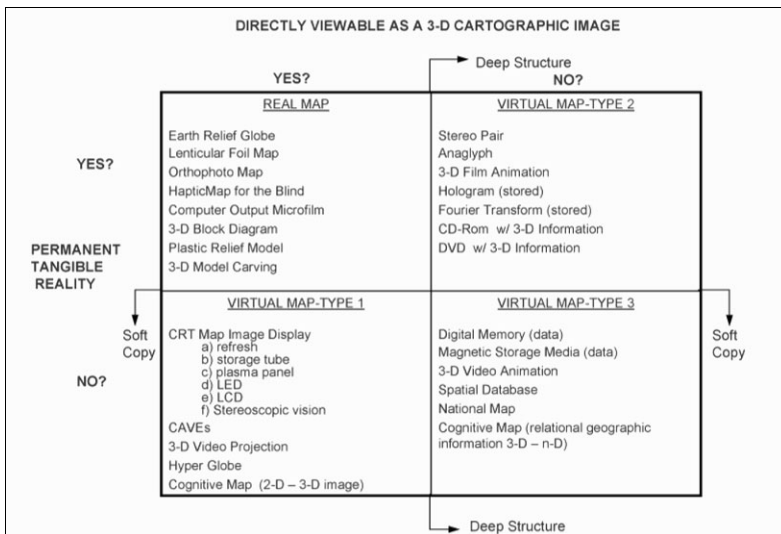 DIRECTLY VIEWABLE AS A 3-D CARTOGRAPHIC IMAGE
Deep Structure
YES?
NO?
REAL MAP
Earth Relief Globe
Lenticular Foil Map
Orthophoto Map
HapticMap for the Blind
Computer Output Microfilm
3-D Block Diagram
Plastic Relief Model
3-D Model Carving
VIRTUAL MAP-TYPE 2
Stereo Pair
Anaglyph
3-D Film Animation
Hologram (stored)
Fourier Transform (stored)
CD-Rom w/ 3-D Information
DVD w/ 3-D Information
YES?
PERMANENT
TANGIBLE
REALITY
Soft
Copy
NO?
VIRTUAL MAP-TYPE 1
CRT Map Image Display
a) refresh
b) storage tube
c) plasma panel
d) LED
e) LCD
f) Stereoscopic vision
CAVEs
3-D Video Projection
Hyper Globe
Cognitive Map (2-D – 3-D image)
VIRTUAL MAP-TYPE 3
Digital Memory (data)
Magnetic Storage Media (data)
3-D Video Animation
Spatial Database
National Map
Cognitive Map (relational geographic
information 3-D – n-D)
Soft
Copy
Deep Structure